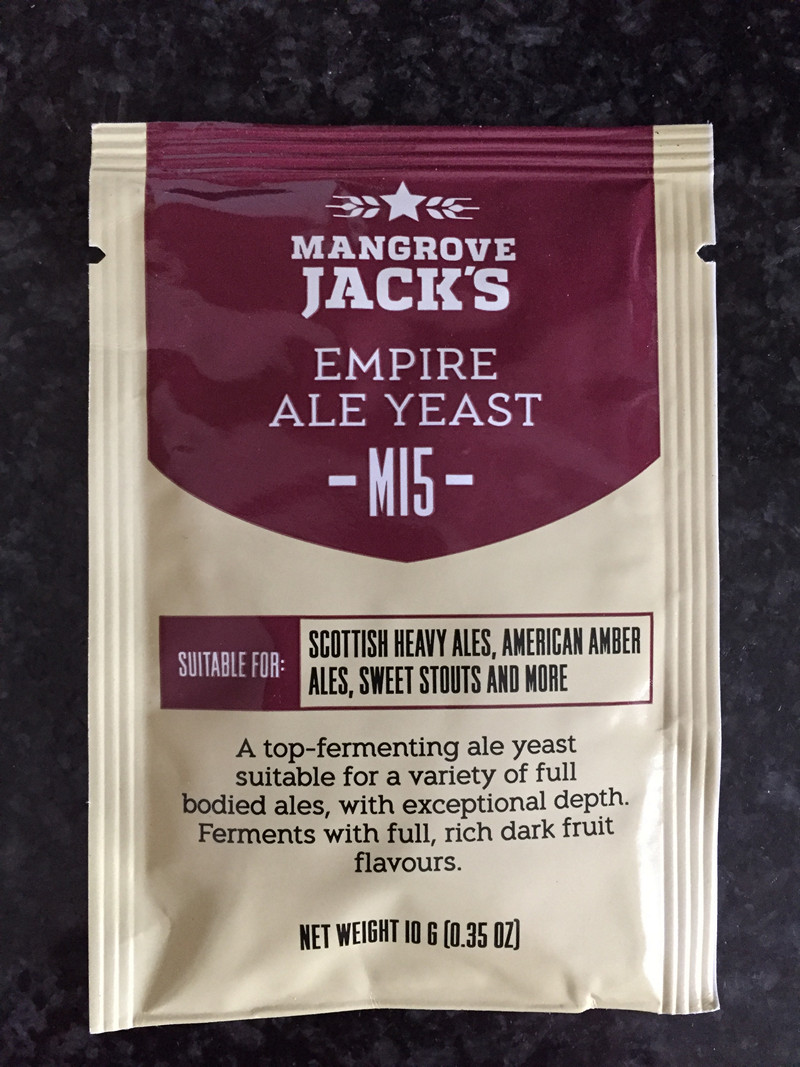 MANGROVE
JACK'S
EMPIRE
ALE YEAST
-M15-
SUITABLE FOR:
SCOTTISH HEAVY ALES, AMERICAN AMBER
ALES, SWEET STOUTS AND MORE
A top-fermenting ale yeast
suitable for a variety of full
bodied ales, with exceptional depth.
Ferments with full, rich dark fruit
flavours.
NET WEIGHT 10 G (0.35 OZ)